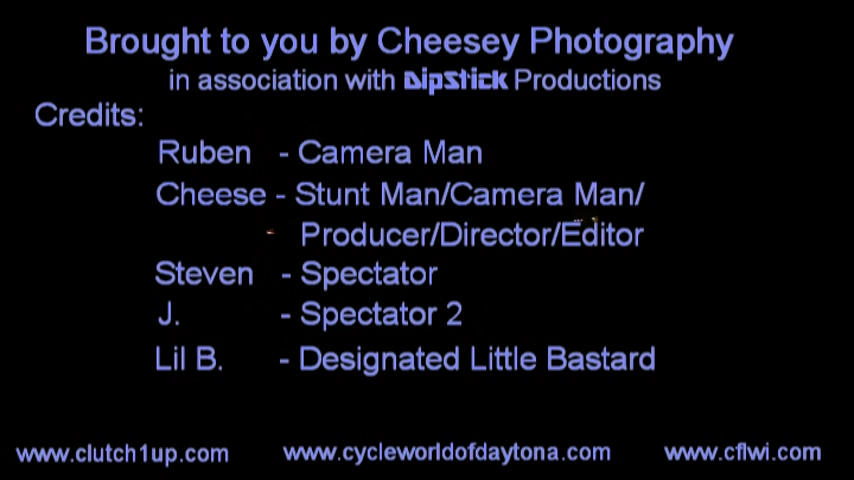 Brought to you by Cheesey Photography
in association with DipStick Productions
Credits:
Ruben - Camera Man
Cheese - Stunt Man/Camera Man/
Producer/Director/Editor
Steven - Spectator
J. - Spectator 2
Lil B. - Designated Little Bastard
www.clutch1up.com www.cycleworldofdaytona.com www.cflwi.com